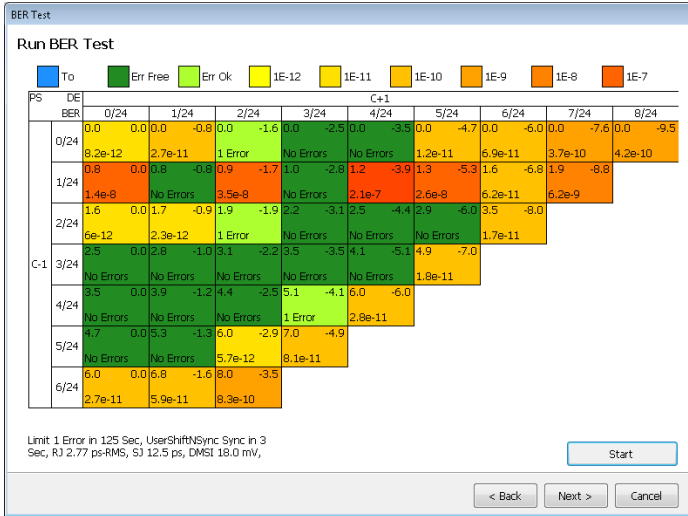 BER Test
Run BER Test
To Err Free Err Ok 1E-12 1E-11 1E-10 1E-9 1E-8 1E-7
PS DE C+1
BER 0/24 1/24 2/24 3/24 4/24 5/24 6/24 7/24 8/24
0.0 0.0 0.0 -0.8 0.0 -1.6 0.0 -2.5 0.0 -3.5 0.0 -4.7 0.0 -6.0 0.0 -7.6 0.0 -9.5
0/24
8.2e-12 2.7e-11 1 Error No Errors No Errors 1.2e-11 6.9e-11 3.7e-10 4.2e-10
0.8 0.0 0.8 -0.8 0.9 -1.7 1.0 -2.8 1.2 -3.9 1.3 -5.3 1.6 -6.8 1.9 -8.8
1/24
1.4e-8 No Errors 3.5e-8 No Errors 2.1e-7 2.6e-8 6.2e-11 6.2e-9
1.6 0.0 1.7 -0.9 1.9 -1.9 2.2 -3.1 2.5 -4.4 2.9 -6.0 3.5 -8.0
2/24
6e-12 2.3e-12 1 Error No Errors No Errors No Errors 1.7e-11
2.5 0.0 2.8 -1.0 3.1 -2.2 3.5 -3.5 4.1 -5.1 4.9 -7.0
C-1 3/24
No Errors No Errors No Errors No Errors No Errors 1.8e-11
3.5 0.0 3.9 -1.2 4.4 -2.5 5.1 -4.1 6.0 -6.0
4/24
No Errors No Errors No Errors 1 Error 2.8e-11
4.7 0.0 5.3 -1.3 6.0 -2.9 7.0 -4.9
5/24
No Errors No Errors 5.7e-12 8.1e-11
6.0 0.0 6.8 -1.6 8.0 -3.5
6/24
2.7e-11 5.9e-11 8.3e-10
Limit 1 Error in 125 Sec, UserShiftNSync Sync in 3
Sec, RJ 2.77 ps-RMS, SJ 12.5 ps, DMSI 18.0 mV,
Start
< Back Next > Cancel